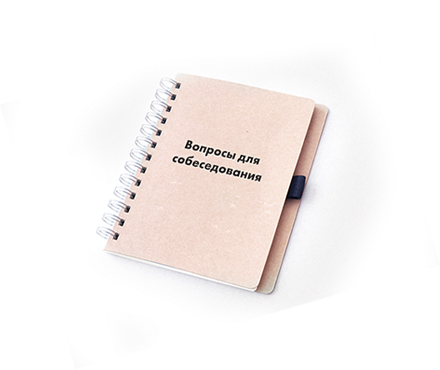 Вопросы для
собеседования